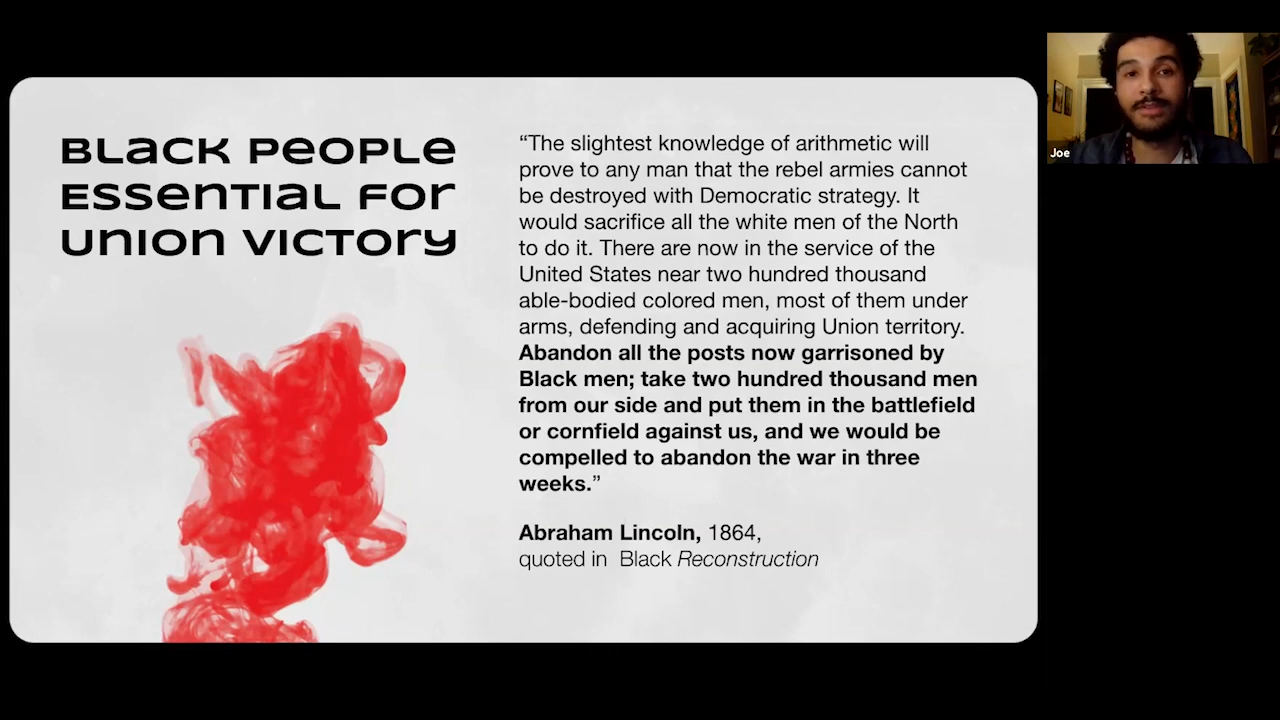 BLACK PEOPLE
ESSENTIAL FOR
UNION VICTORY
“The slightest knowledge of arithmetic will
prove to any man that the rebel armies cannot
be destroyed with Democratic strategy. It
would sacrifice all the white men of the North
to do it. There are now in the service of the
United States near two hundred thousand
able-bodied colored men, most of them under
arms, defending and acquiring Union territory.
Abandon all the posts now garrisoned by
Black men; take two hundred thousand men
from our side and put them in the battlefield
or cornfield against us, and we would be
compelled to abandon the war in three
weeks.”
Abraham Lincoln, 1864,
quoted in Black Reconstruction
Joe